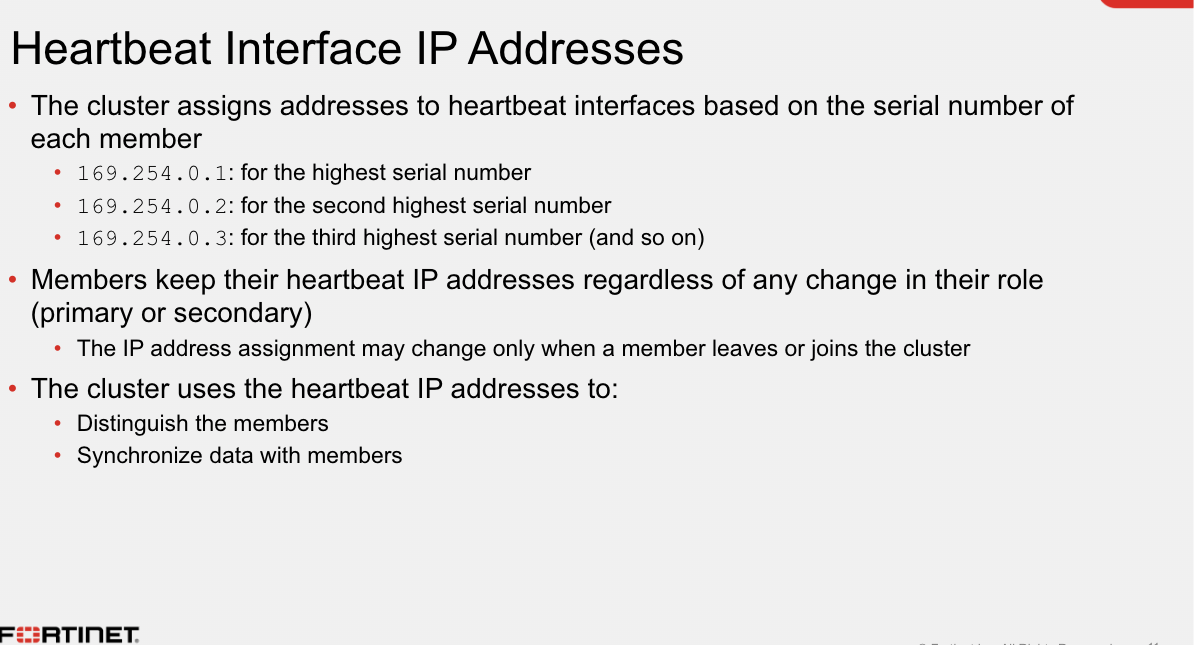 Heartbeat Interface IP Addresses
• The cluster assigns addresses to heartbeat interfaces based on the serial number of
each member
• 169.254.0.1: for the highest serial number
• 169.254.0.2: for the second highest serial number
• 169.254.0.3: for the third highest serial number (and so on)
• Members keep their heartbeat IP addresses regardless of any change in their role
(primary or secondary)
• The IP address assignment may change only when a member leaves or joins the cluster
• The cluster uses the heartbeat IP addresses to:
• Distinguish the members
• Synchronize data with members
FORTINET